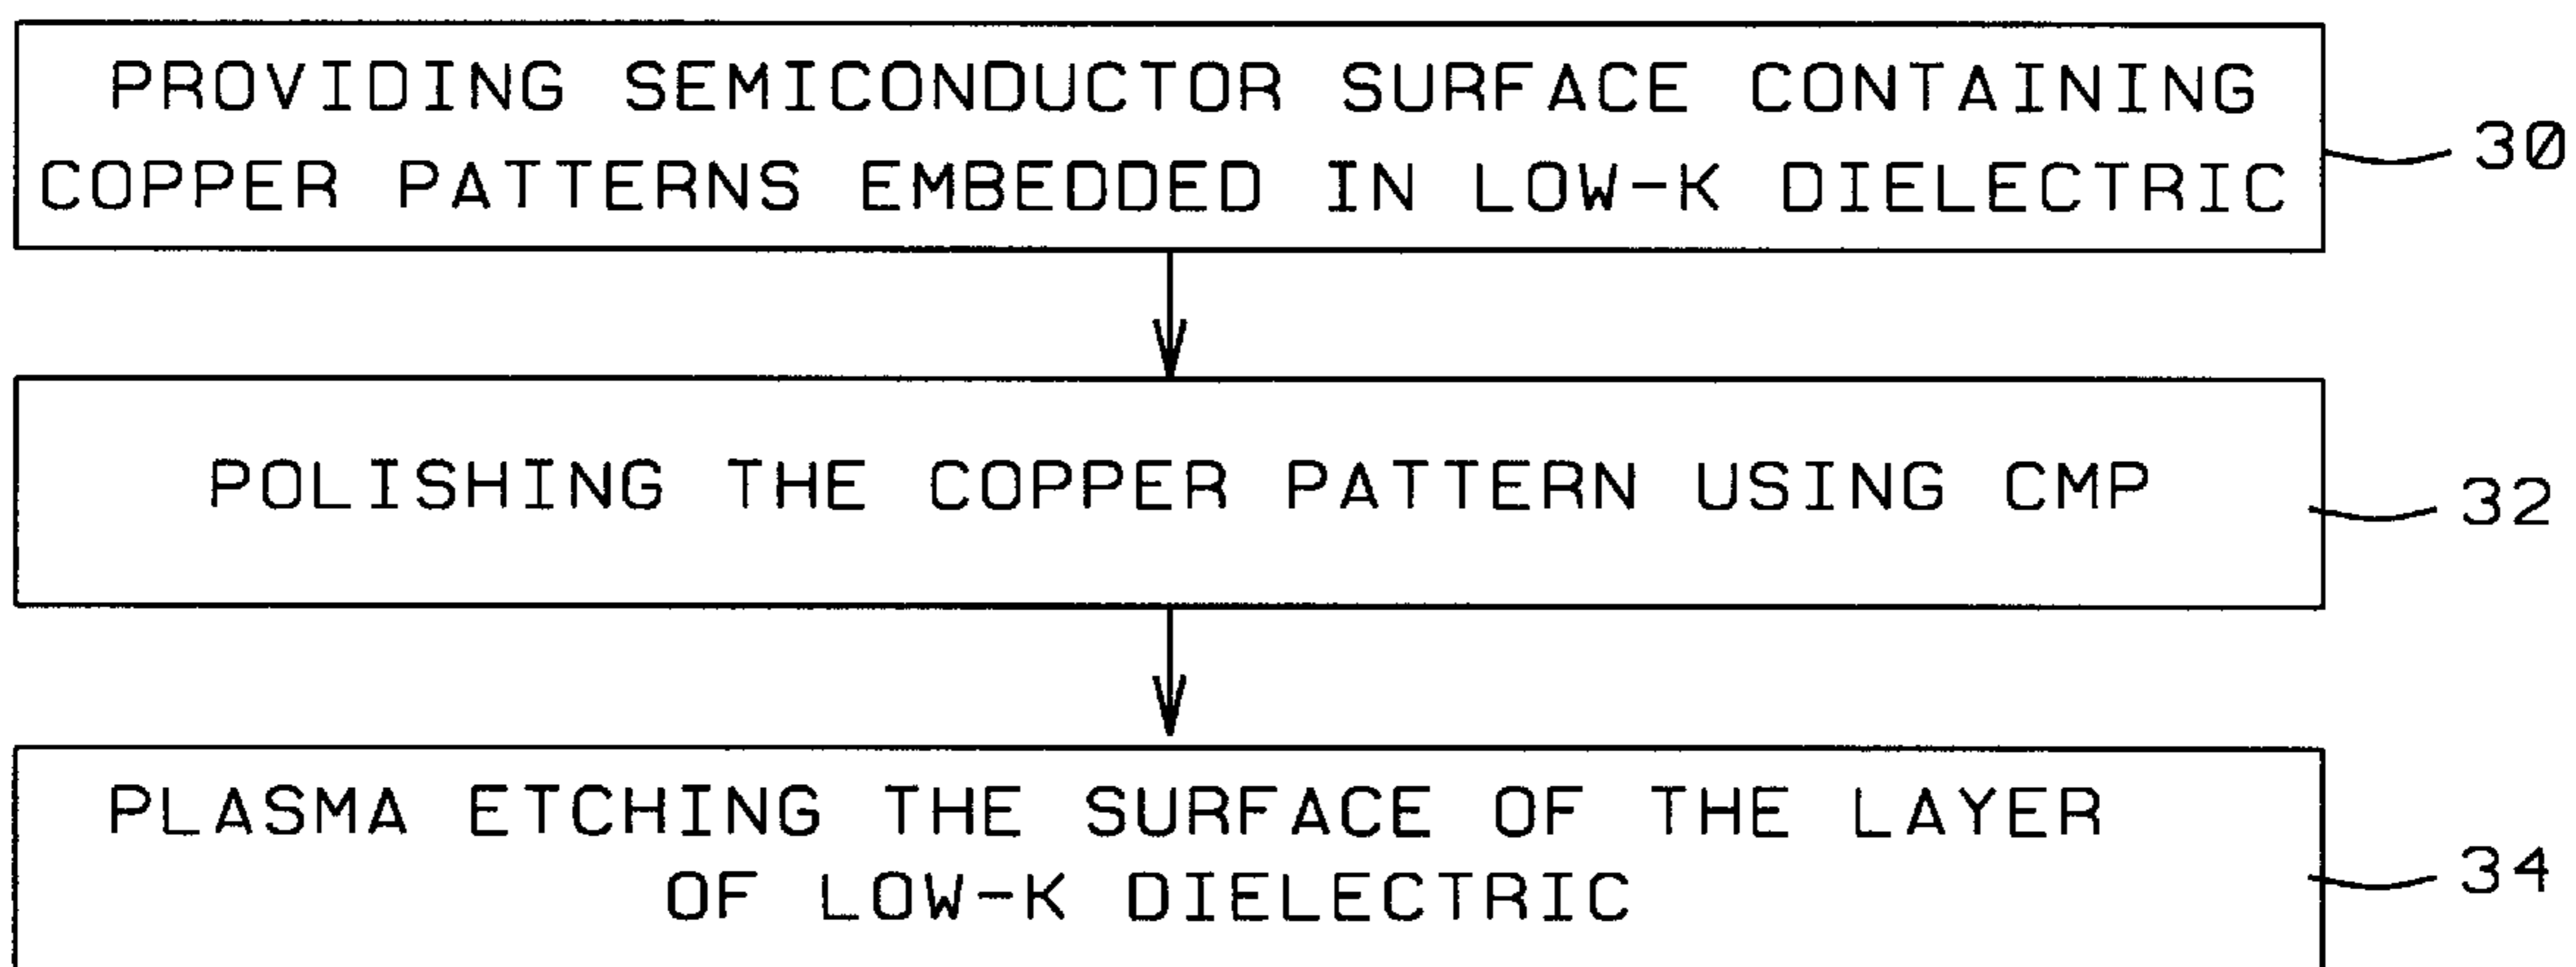 PROVIDING SEMICONDUCTOR SURFACE CONTAINING
COPPER PATTERNS EMBEDDED IN LOW-K DIELECTRIC
30
POLISHING THE COPPER PATTERN USING CMP
32
PLASMA ETCHING THE SURFACE OF THE LAYER
OF LOW-K DIELECTRIC
34